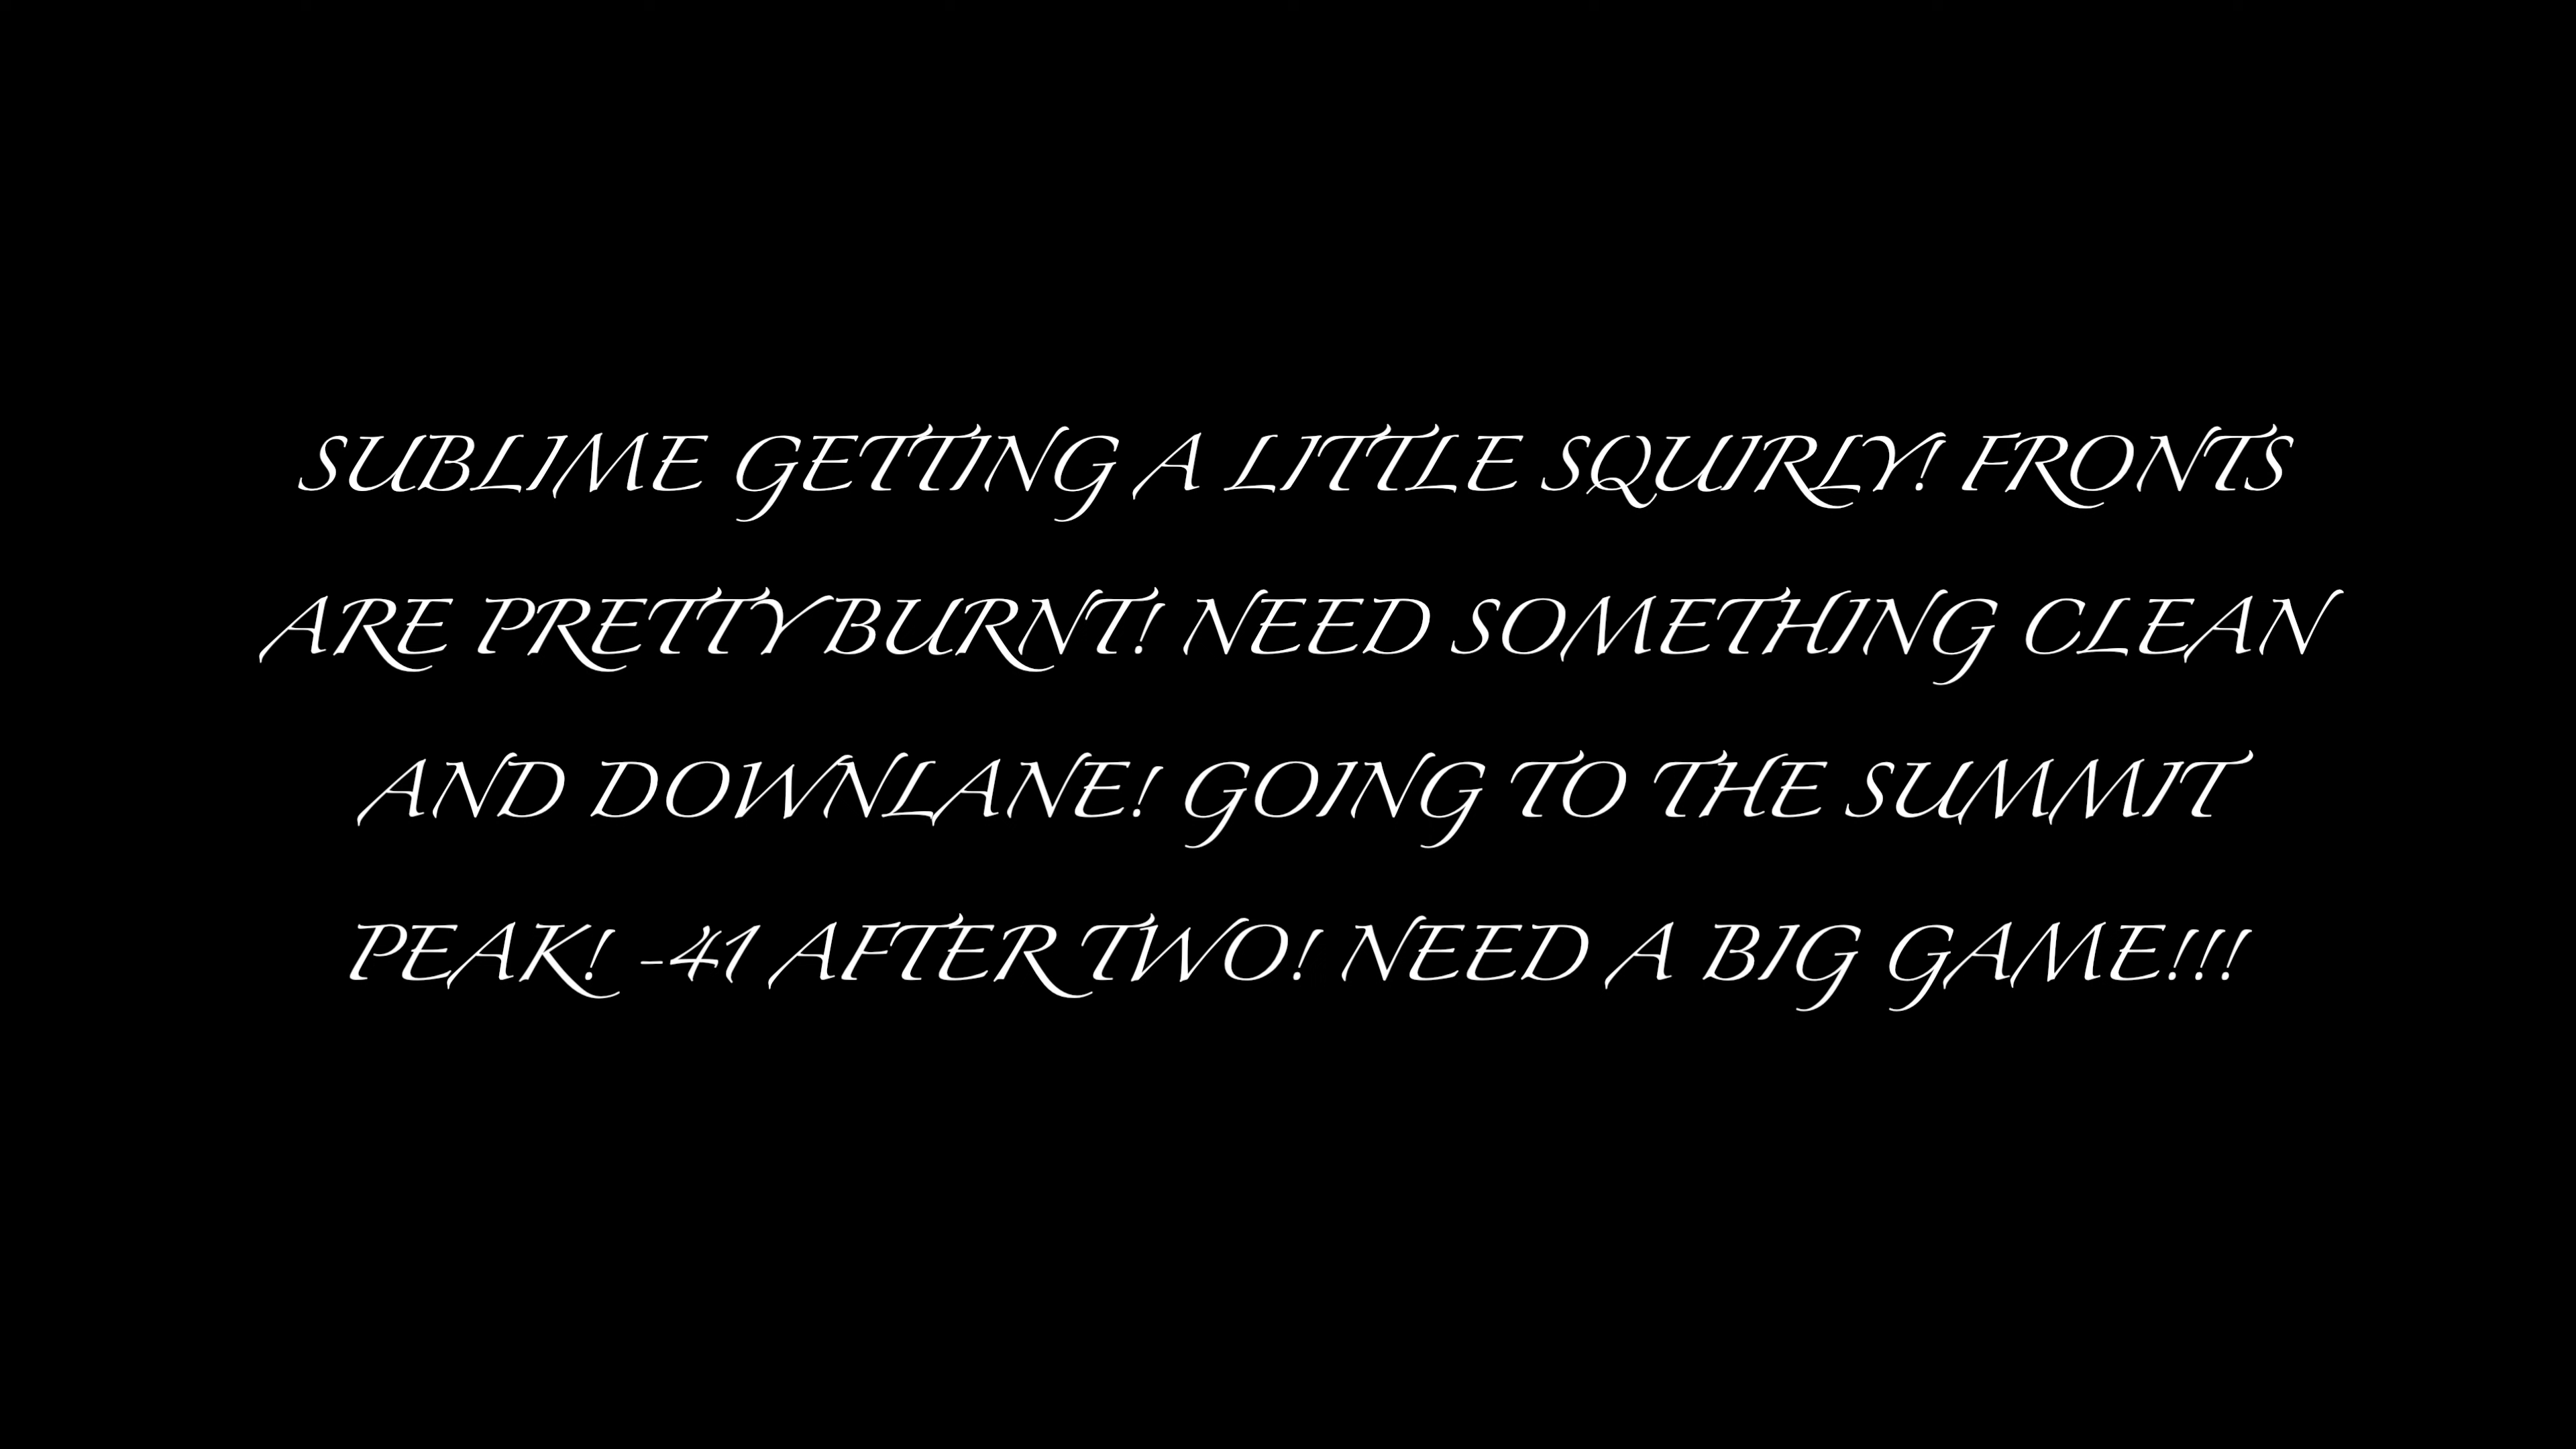 SUBLIME GETTING A LITTLE SQUIRLY! FRONTS
ARE PRETTY BURNT! NEED SOMETHING CLEAN
AND DOWNLANE! GOING TO THE SUMMIT
PEAK! -41 AFTER TWO! NEED A BIG GAME!!!